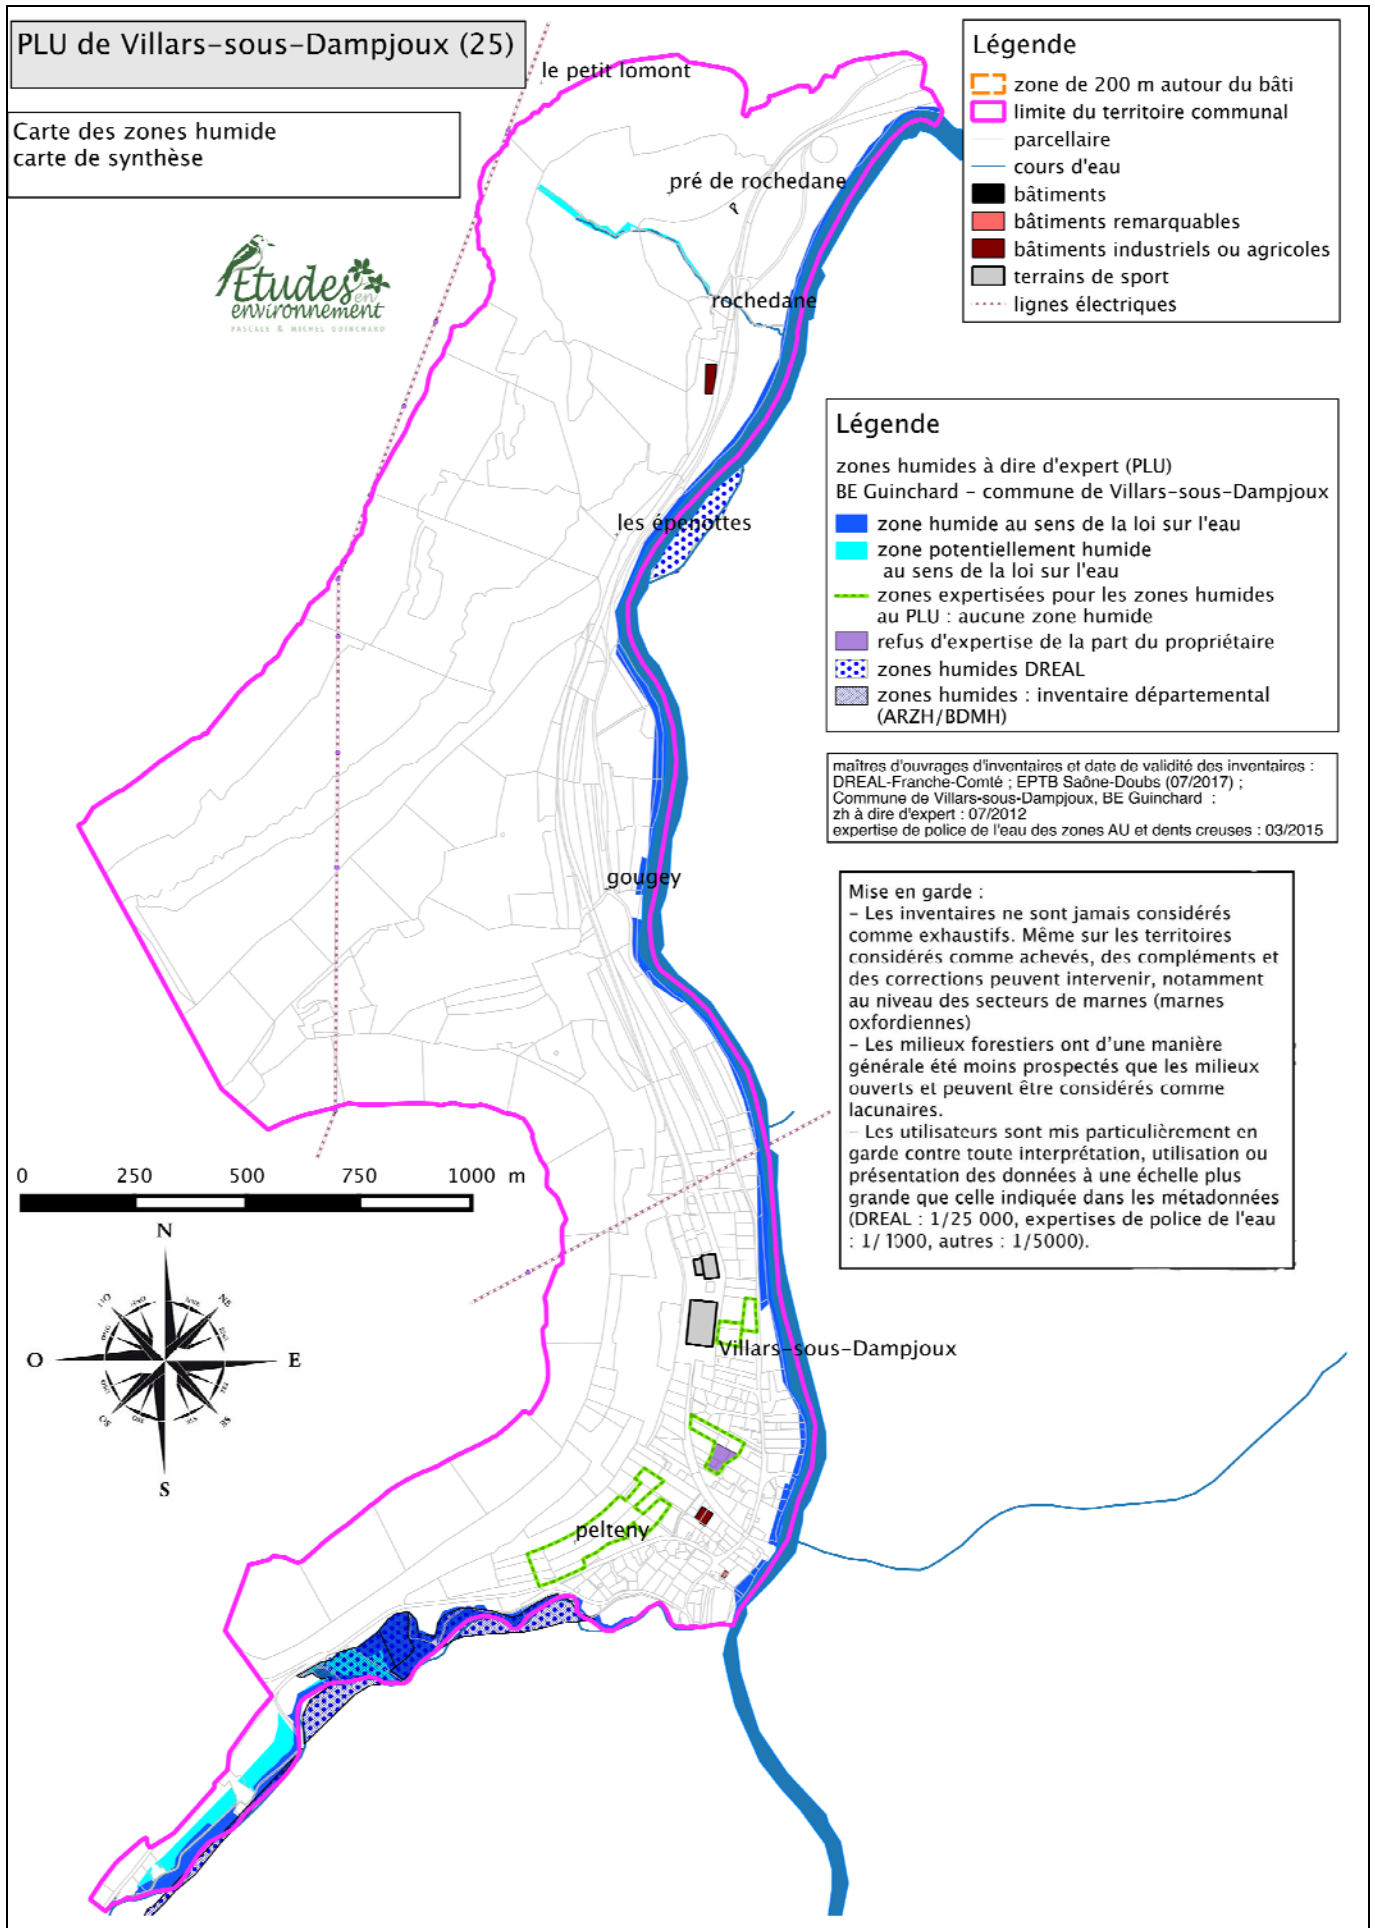 PLU de Villars-sous-Dampjoux (25)
Carte des zones humide
carte de synthèse
Etudes
en
environnement
PASCALE & MICHEL GUINCHARD
le petit lomont
pré de rochedane
rochedane
les épenottes
gougey
Villars-sous-Dampjoux
pelteny
Légende
zone de 200 m autour du bâti
limite du territoire communal
parcellaire
cours d'eau
bâtiments
bâtiments remarquables
bâtiments industriels ou agricoles
terrains de sport
lignes électriques
Légende
zones humides à dire d'expert (PLU)
BE Guinchard - commune de Villars-sous-Dampjoux
zone humide au sens de la loi sur l'eau
zone potentiellement humide
au sens de la loi sur l'eau
zones expertisées pour les zones humides
au PLU : aucune zone humide
refus d'expertise de la part du propriétaire
zones humides DREAL
zones humides : inventaire départemental
(ARZH/BDMH)
maîtres d'ouvrages d'inventaires et date de validité des inventaires :
DREAL-Franche-Comté ; EPTB Saône-Doubs (07/2017) ;
Commune de Villars-sous-Dampjoux, BE Guinchard :
zh à dire d'expert : 07/2012
expertise de police de l'eau des zones AU et dents creuses : 03/2015
Mise en garde :
- Les inventaires ne sont jamais considérés
comme exhaustifs. Même sur les territoires
considérés comme achevés, des compléments et
des corrections peuvent intervenir, notamment
au niveau des secteurs de marnes (marnes
oxfordiennes)
- Les milieux forestiers ont d'une manière
générale été moins prospectés que les milieux
ouverts et peuvent être considérés comme
lacunaires.
- Les utilisateurs sont mis particulièrement en
garde contre toute interprétation, utilisation ou
présentation des données à une échelle plus
grande que celle indiquée dans les métadonnées
(DREAL : 1/25 000, expertises de police de l'eau
: 1/ 1000, autres : 1/5000).
0 250 500 750 1000 m
N
NE
E
SE
S
SO
O
NO